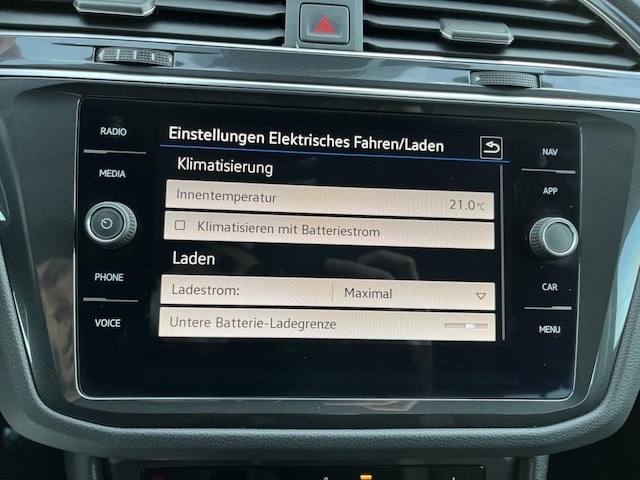 RADIO
MEDIA
PHONE
VOICE
Einstellungen Elektrisches Fahren/Laden
Klimatisierung
Innentemperatur 21.0 °C
Klimatisieren mit Batteriestrom
Laden
Ladestrom: Maximal
Untere Batterie-Ladegrenze
NAV
APP
CAR
MENU